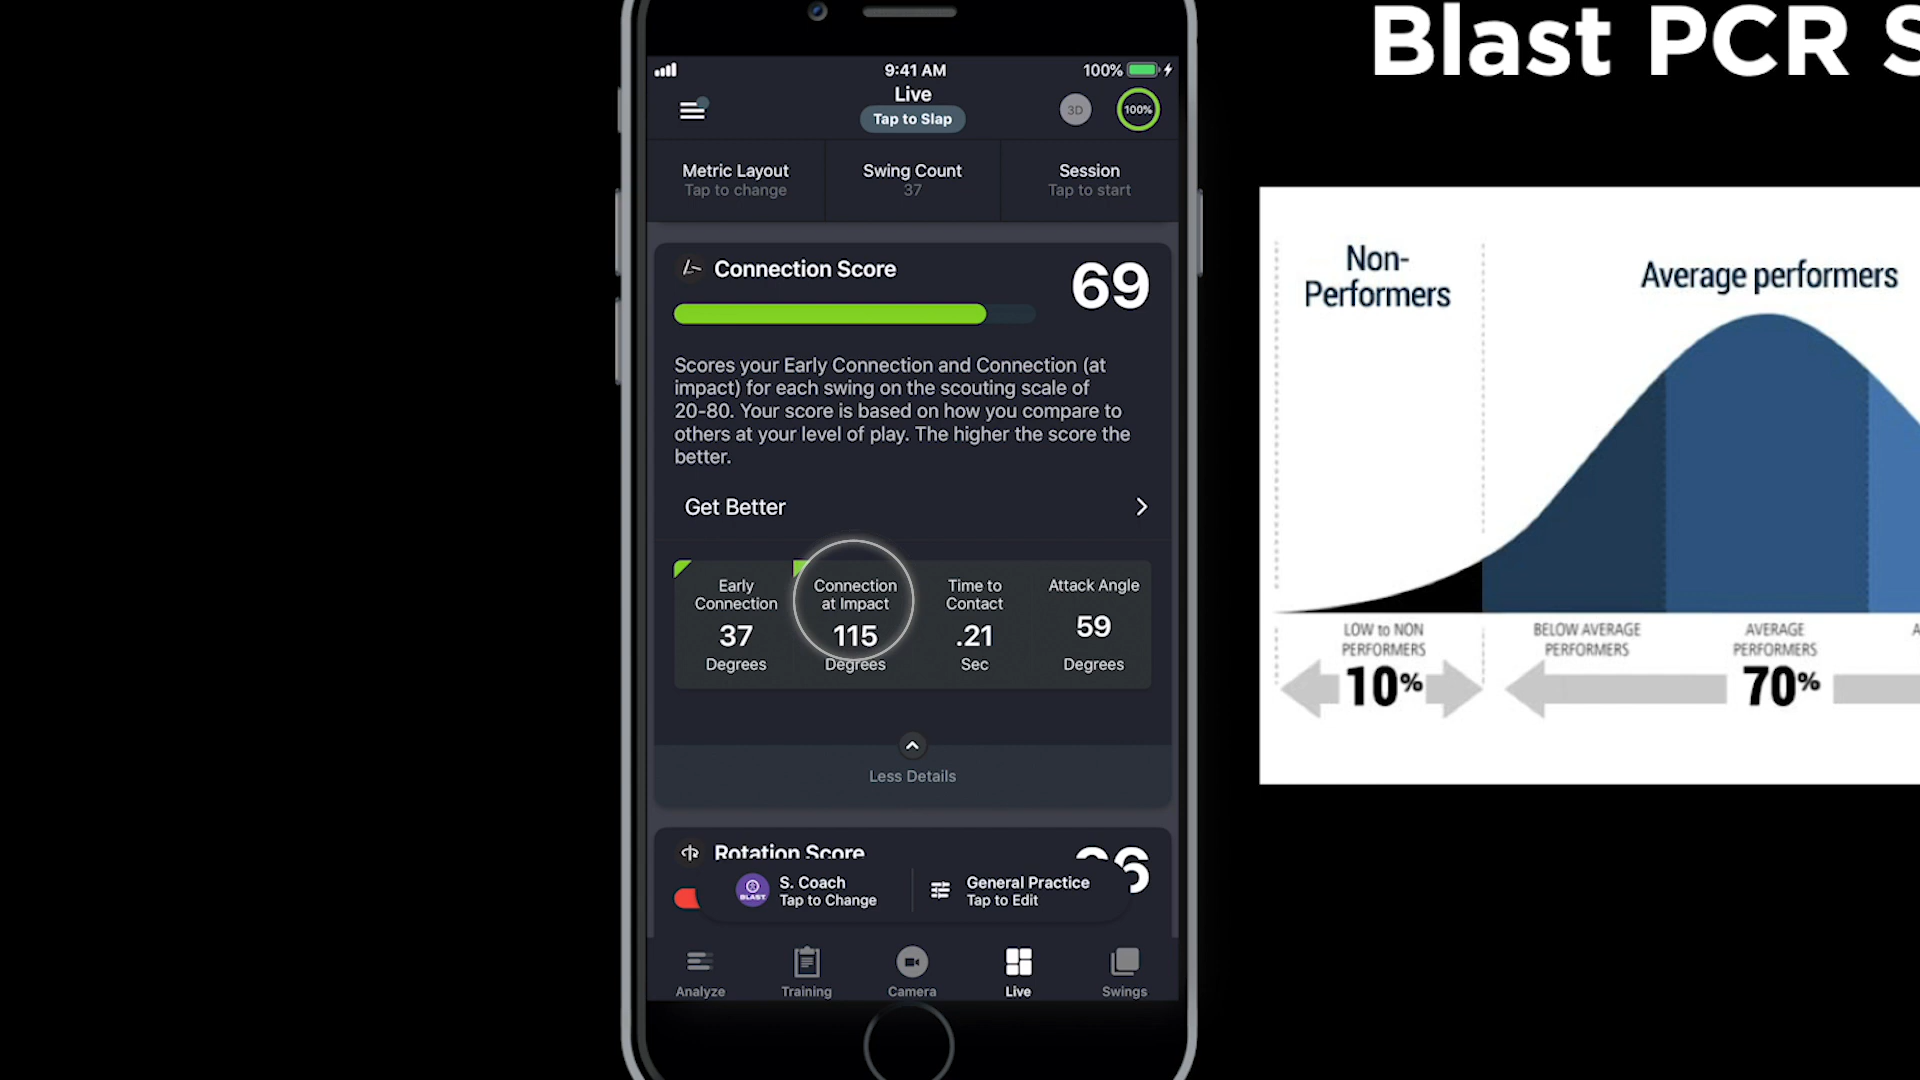 Blast PCR S
9:41 AM
100%
Live
Tap to Slap
3D
100%
Metric Layout
Tap to change
Swing Count
37
Session
Tap to start
Connection Score
69
Scores your Early Connection and Connection (at
impact) for each swing on the scouting scale of
20-80. Your score is based on how you compare to
others at your level of play. The higher the score the
better.
Get Better
Early
Connection
37
Degrees
Connection
at Impact
115
Degrees
Time to
Contact
.21
Sec
Attack Angle
59
Degrees
Less Details
Rotation Score
BLAST
S. Coach
Tap to Change
General Practice
Tap to Edit
Analyze
Training
Camera
Live
Swings
Non-
Performers
Average performers
LOW to NON
PERFORMERS
10%
BELOW AVERAGE
PERFORMERS
AVERAGE
PERFORMERS
70%
A